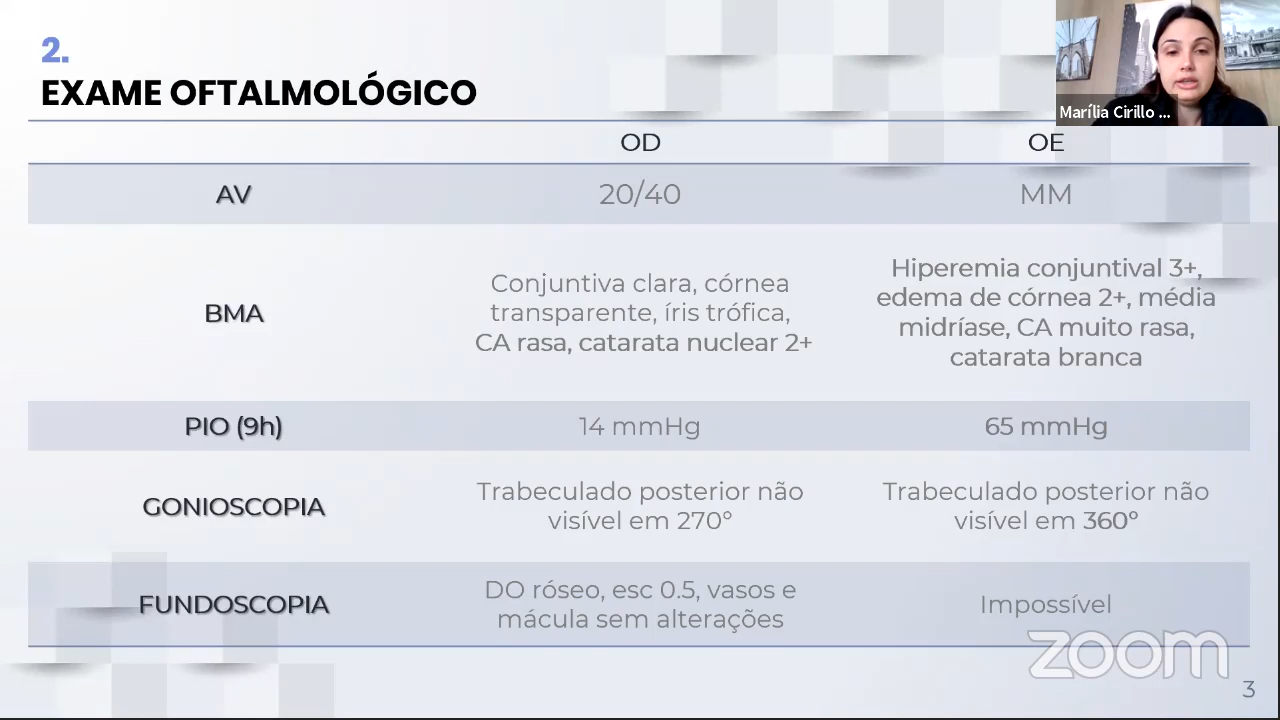 2.
EXAME OFTALMOLÓGICO
Marília Cirillo ...
OD
OE
AV
20/40
MM
BMA
Conjuntiva clara, córnea
transparente, íris trófica,
CA rasa, catarata nuclear 2+
Hiperemia conjuntival 3+,
edema de córnea 2+, média
midríase, CA muito rasa,
catarata branca
PIO (9h)
14 mmHg
65 mmHg
GONIOSCOPIA
Trabeculado posterior não
visível em 270°
Trabeculado posterior não
visível em 360º
FUNDOSCOPIA
DO róseo, esc 0.5, vasos e
mácula sem alterações
Impossível
zoom
3